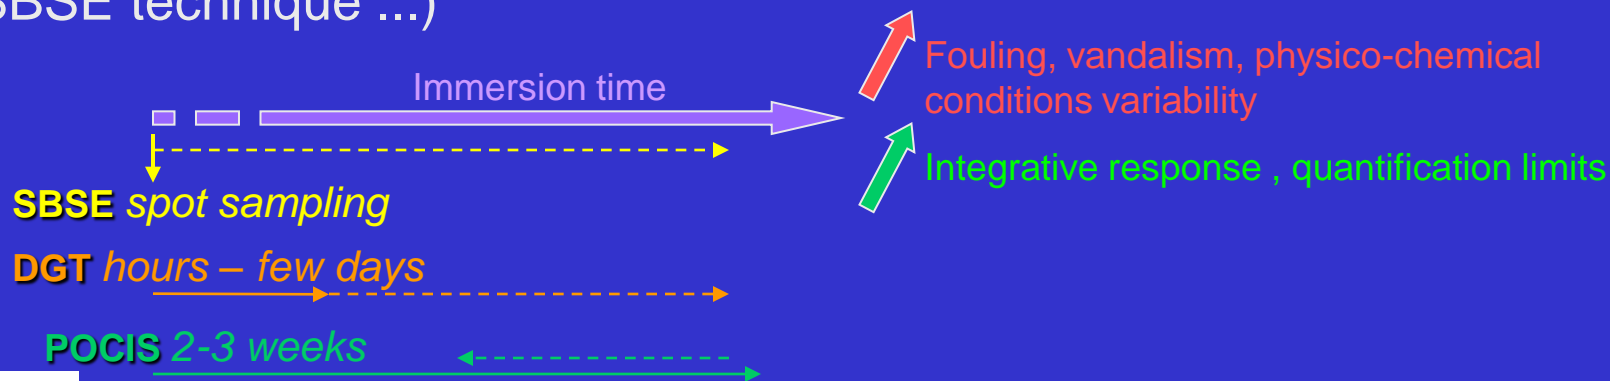 SBSE technique ...)
Immersion time
Fouling, vandalism, physico-chemical
conditions variability
Integrative response , quantification limits
SBSE spot sampling
DGT hours – few days
POCIS 2-3 weeks